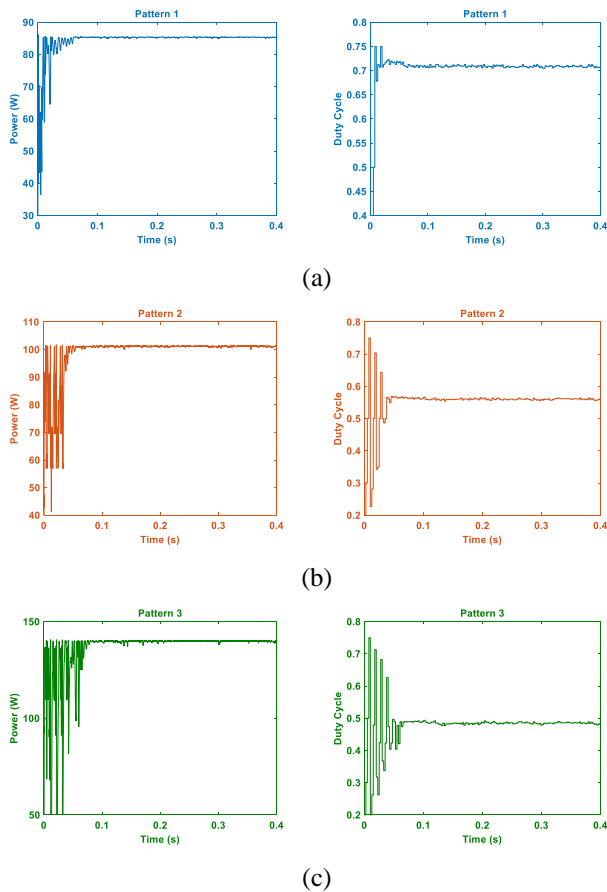 Pattern 1
90
80
70
60
50
40
30
Power (W)
0 0.1 0.2 0.3 0.4
Time (s)
Pattern 1
0.8
0.75
0.7
0.65
0.6
0.55
0.5
0.45
0.4
Duty Cycle
0 0.1 0.2 0.3 0.4
Time (s)
(a)
Pattern 2
110
100
90
80
70
60
50
40
Power (W)
0 0.1 0.2 0.3 0.4
Time (s)
Pattern 2
0.8
0.7
0.6
0.5
0.4
0.3
0.2
Duty Cycle
0 0.1 0.2 0.3 0.4
Time (s)
(b)
Pattern 3
150
100
50
Power (W)
0 0.1 0.2 0.3 0.4
Time (s)
Pattern 3
0.8
0.7
0.6
0.5
0.4
0.3
0.2
Duty Cycle
0 0.1 0.2 0.3 0.4
Time (s)
(c)